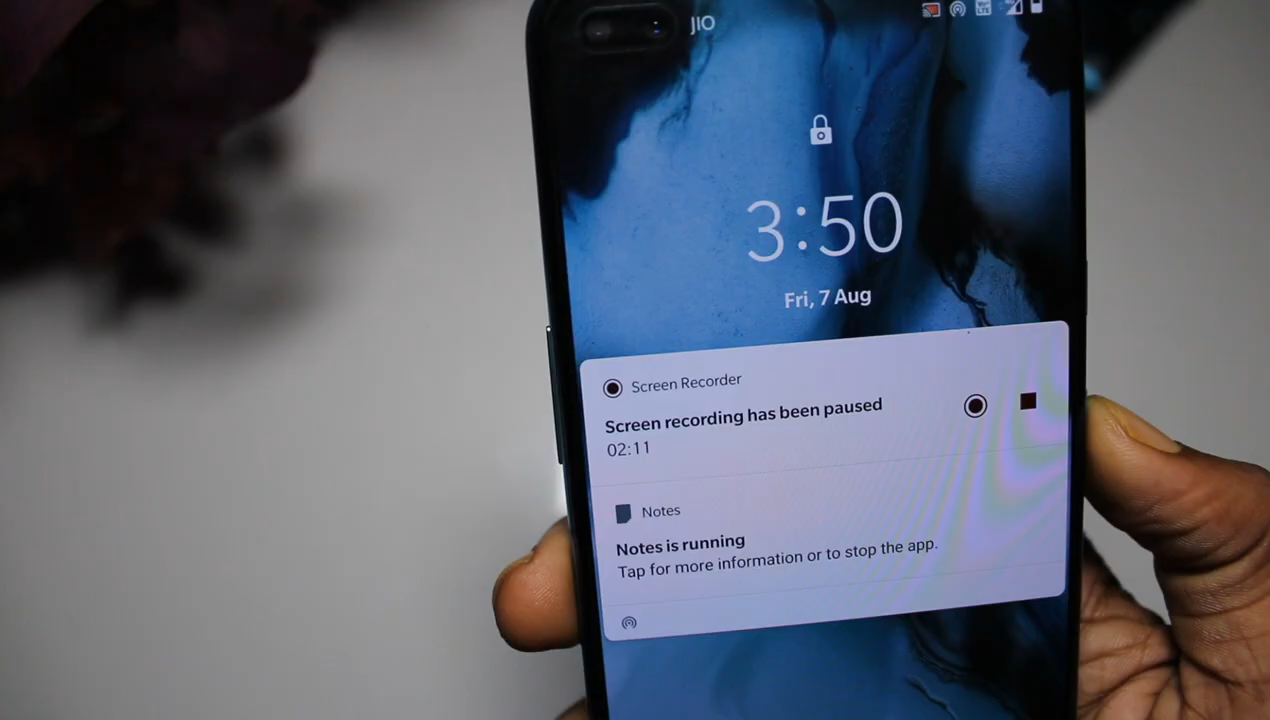 JIO
3:50
Fri, 7 Aug
Screen Recorder
Screen recording has been paused
02:11
Notes
Notes is running
Tap for more information or to stop the app.